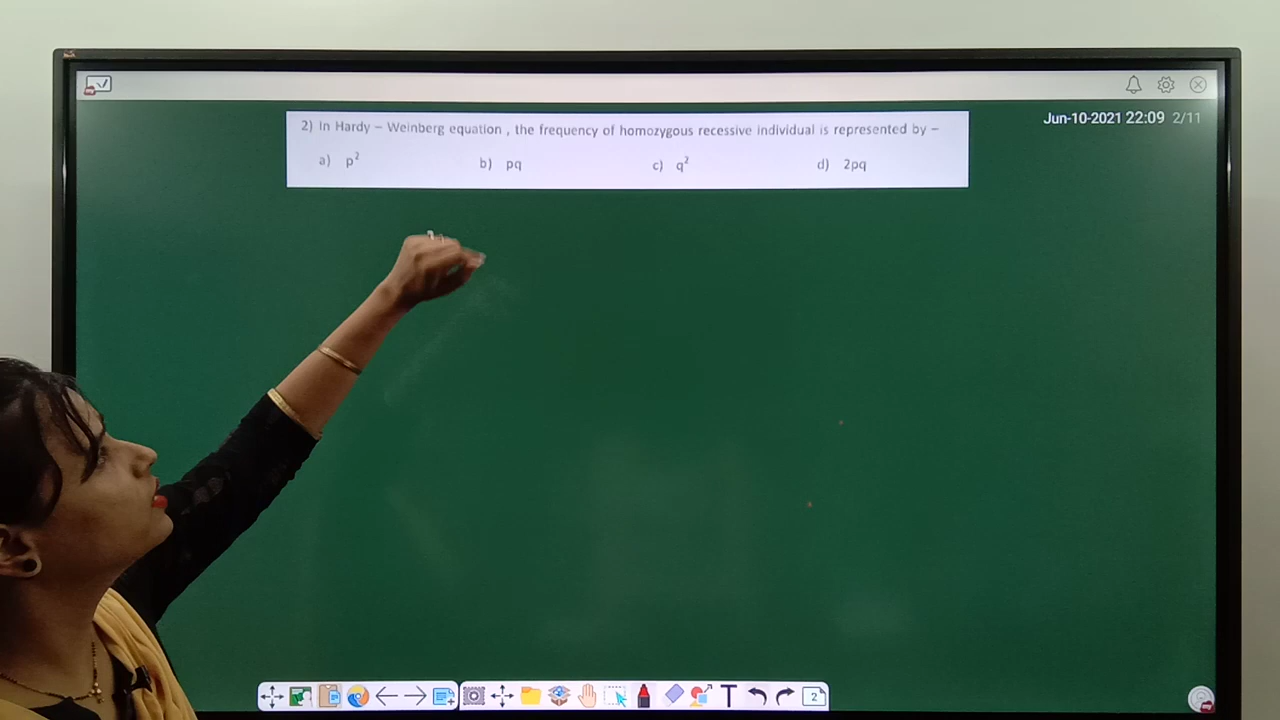 Jun-10-2021 22:09 2/11
2) In Hardy – Weinberg equation , the frequency of homozygous recessive individual is represented by –
a) p² b) pq c) q² d) 2pq
T 2